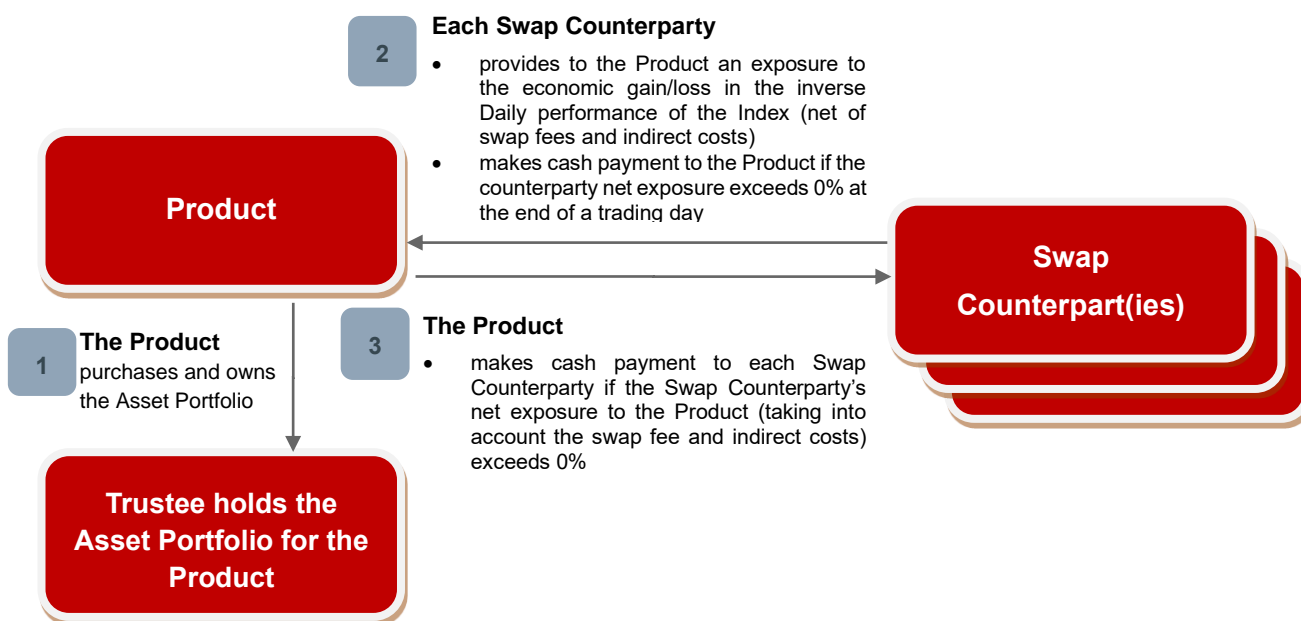 2
Each Swap Counterparty
• provides to the Product an exposure to
the economic gain/loss in the inverse
Daily performance of the Index (net of
swap fees and indirect costs)
• makes cash payment to the Product if the
counterparty net exposure exceeds 0% at
the end of a trading day
Product
Swap
Counterpart(ies)
1
The Product
purchases and owns
the Asset Portfolio
3
The Product
• makes cash payment to each Swap
Counterparty if the Swap Counterparty's
net exposure to the Product (taking into
account the swap fee and indirect costs)
exceeds 0%
Trustee holds the
Asset Portfolio for the
Product